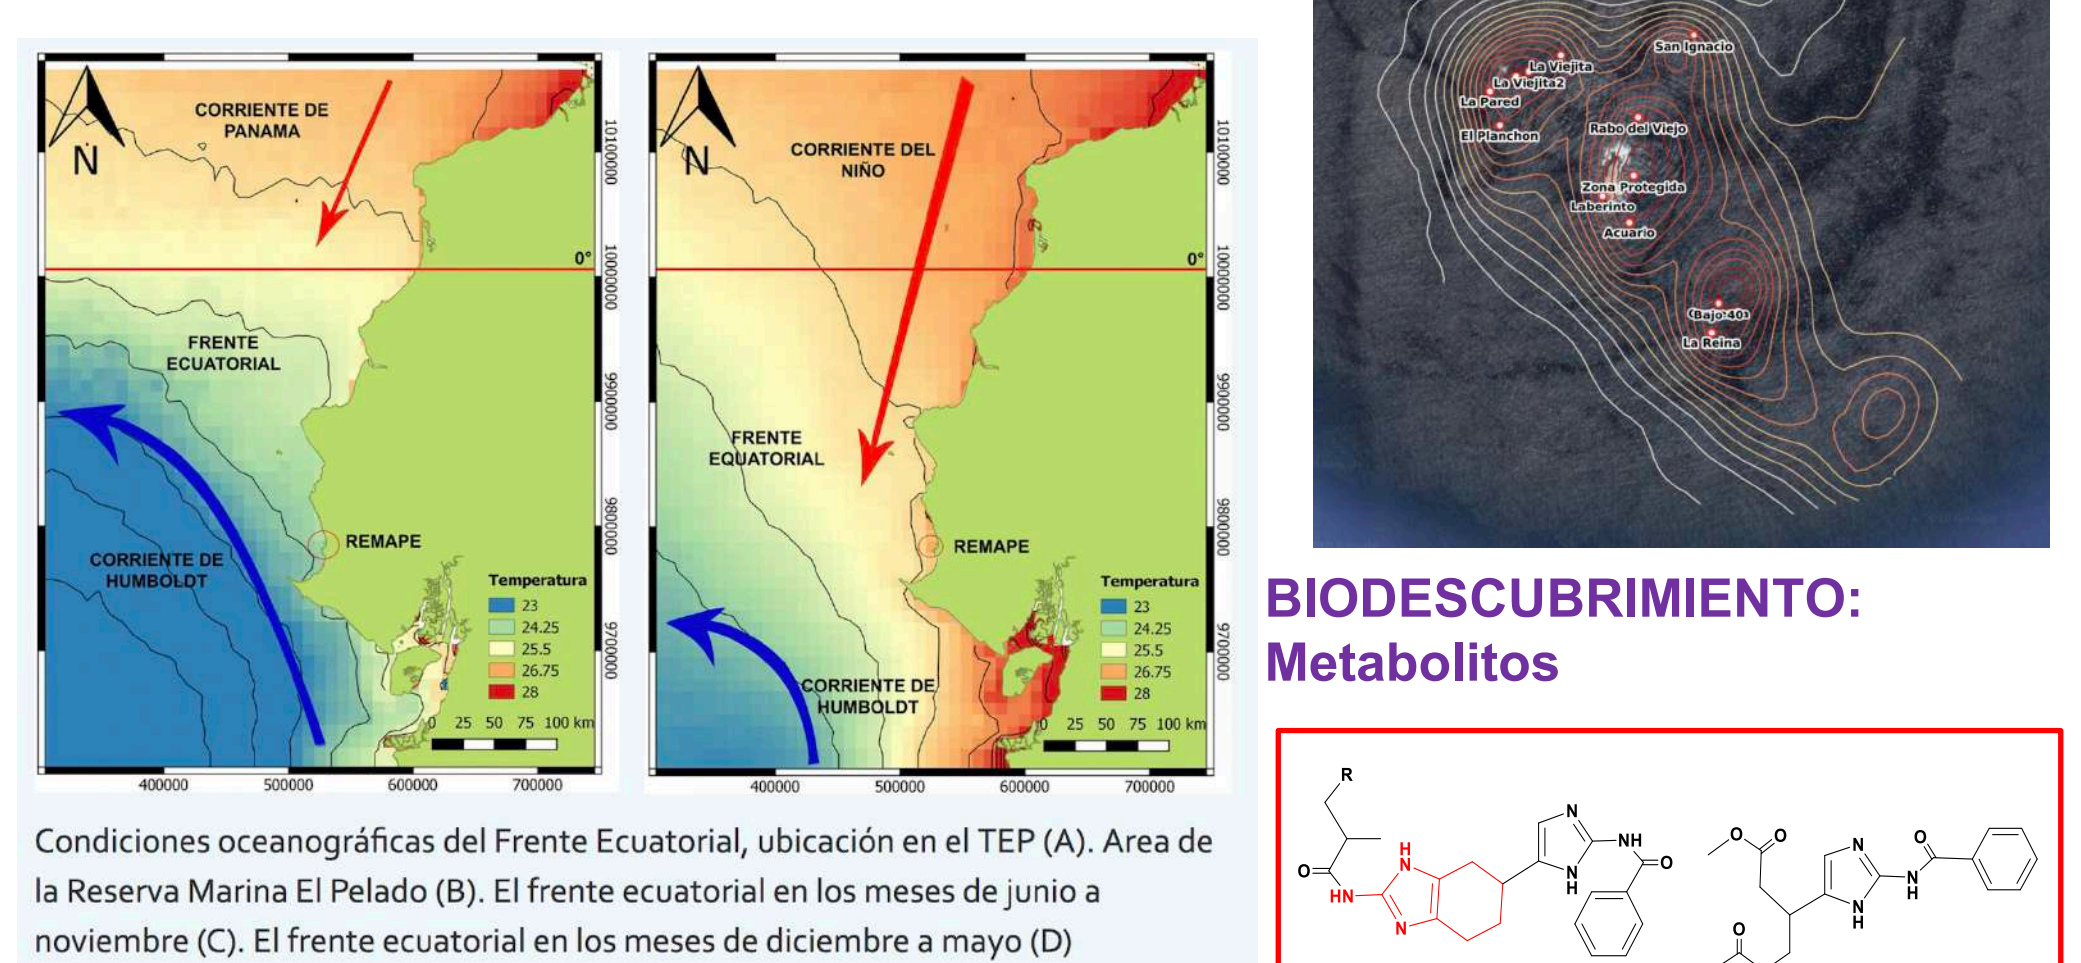 CORRIENTE DE
PANAMA
N
0°
FRENTE
ECUATORIAL
CORRIENTE DE
HUMBOLDT
REMAPE
Temperatura
23
24.25
25.5
26.75
28
0 25 50 75 100 km
10100000
10000000
9900000
9800000
9700000
400000 500000 600000 700000
CORRIENTE DEL
NIÑO
N
0°
FRENTE
EQUATORIAL
CORRIENTE DE
HUMBOLDT
REMAPE
Temperatura
23
24.25
25.5
26.75
28
0 25 50 75 100 km
10100000
10000000
9900000
9800000
9700000
400000 500000 600000 700000
Condiciones oceanográficas del Frente Ecuatorial, ubicación en el TEP (A). Area de
la Reserva Marina El Pelado (B). El frente ecuatorial en los meses de junio a
noviembre (C). El frente ecuatorial en los meses de diciembre a mayo (D)
San Ignacio
La Viejita
La Viejita2
La Pared
El Planchon
Rabo del Viejo
Zona Protegida
Laberinto
Acuario
Bajo 40
La Reina
BIODESCUBRIMIENTO:
Metabolitos
R
O
NH
H
N
N
N
N
H
NH
O
O
O
N
N
H
N
H
O
O